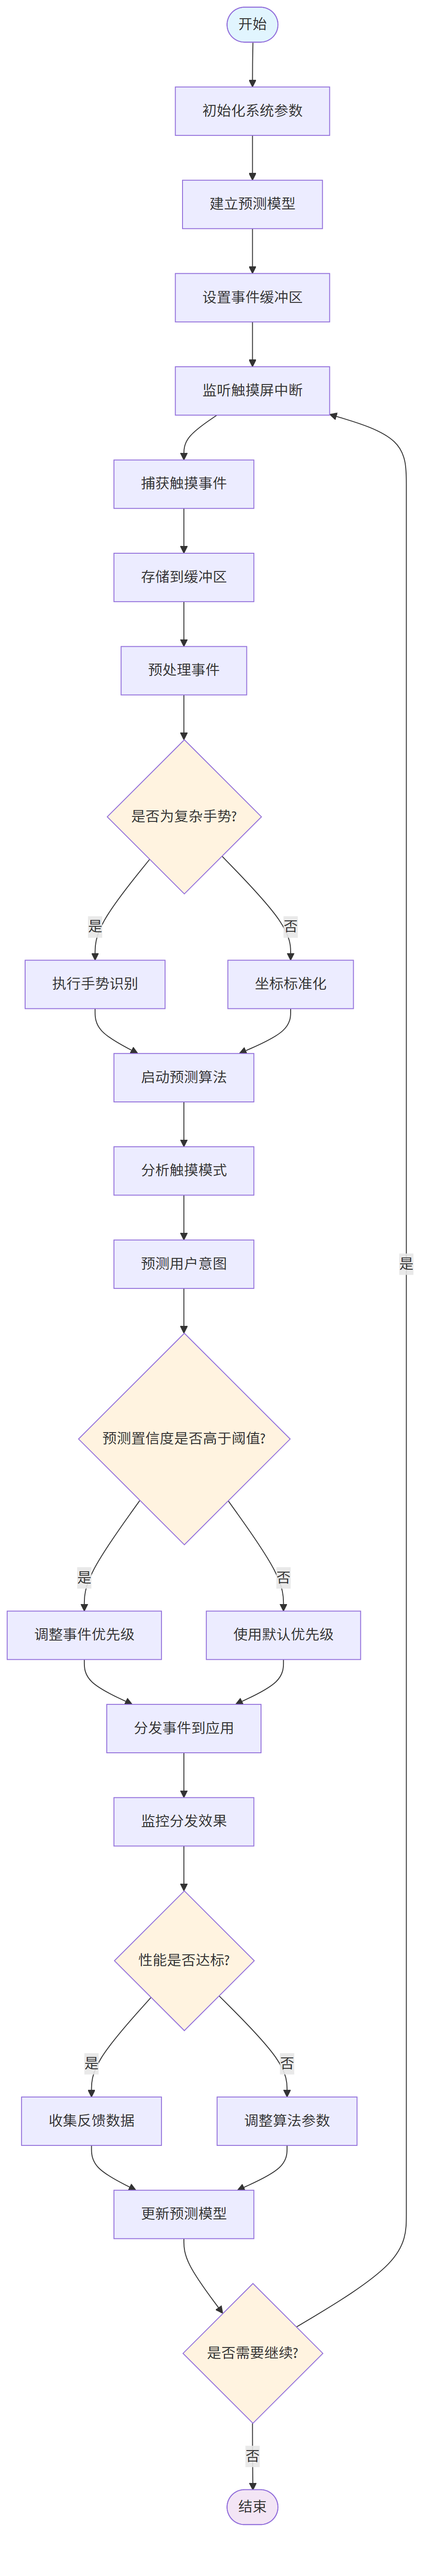 开始
初始化系统参数
建立预测模型
设置事件缓冲区
监听触摸屏中断
捕获触摸事件
存储到缓冲区
预处理事件
是否为复杂手势?
是
否
执行手势识别
坐标标准化
启动预测算法
分析触摸模式
预测用户意图
是
预测置信度是否高于阈值?
是
否
调整事件优先级
使用默认优先级
分发事件到应用
监控分发效果
性能是否达标?
是
否
收集反馈数据
调整算法参数
更新预测模型
是否需要继续?
否
结束